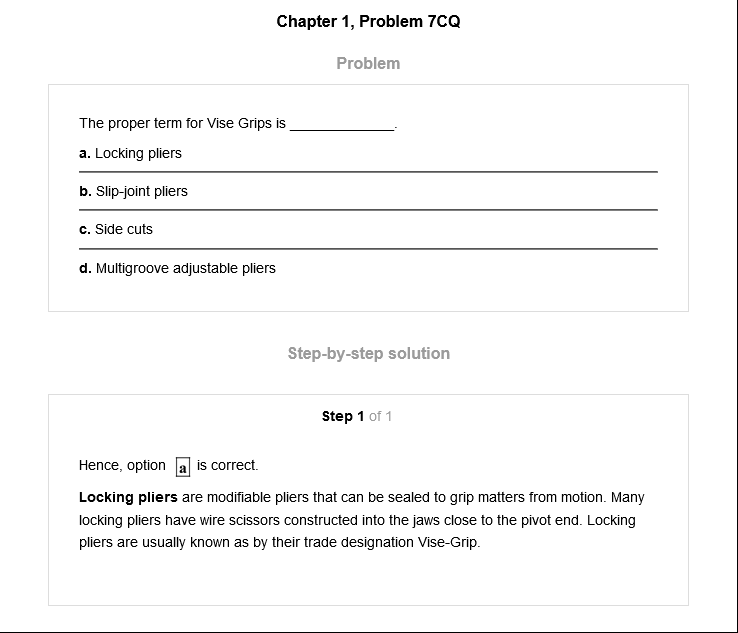 Chapter 1, Problem 7CQ
Problem
The proper term for Vise Grips is _____________.
a. Locking pliers
b. Slip-joint pliers
c. Side cuts
d. Multigroove adjustable pliers
Step-by-step solution
Step 1 of 1
Hence, option a is correct.
Locking pliers are modifiable pliers that can be sealed to grip matters from motion. Many
locking pliers have wire scissors constructed into the jaws close to the pivot end. Locking
pliers are usually known as by their trade designation Vise-Grip.